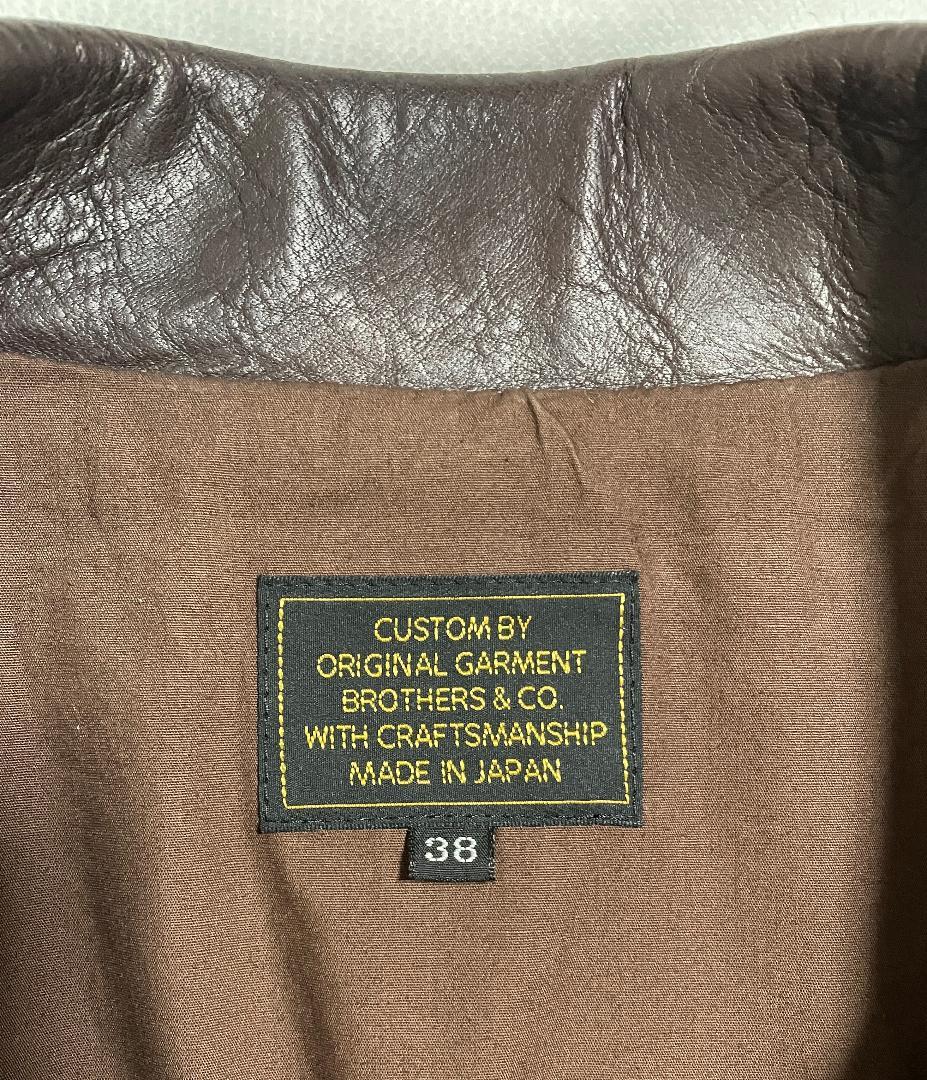 CUSTOM BY
ORIGINAL GARMENT
BROTHERS & CO.
WITH CRAFTSMANSHIP
MADE IN JAPAN
38